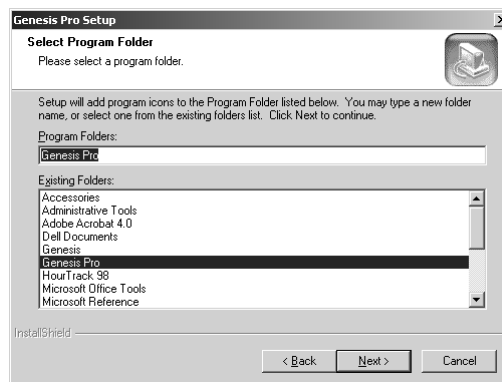 Genesis Pro Setup
Select Program Folder
Please select a program folder.
Setup will add program icons to the Program Folder listed below. You may type a new folder
name, or select one from the existing folders list. Click Next to continue.
Program Folders:
Genesis Pro
Existing Folders:
Accessories
Administrative Tools
Adobe Acrobat 4.0
Dell Documents
Genesis
Genesis Pro
HourTrack 98
Microsoft Office Tools
Microsoft Reference
InstallShield
< Back Next > Cancel